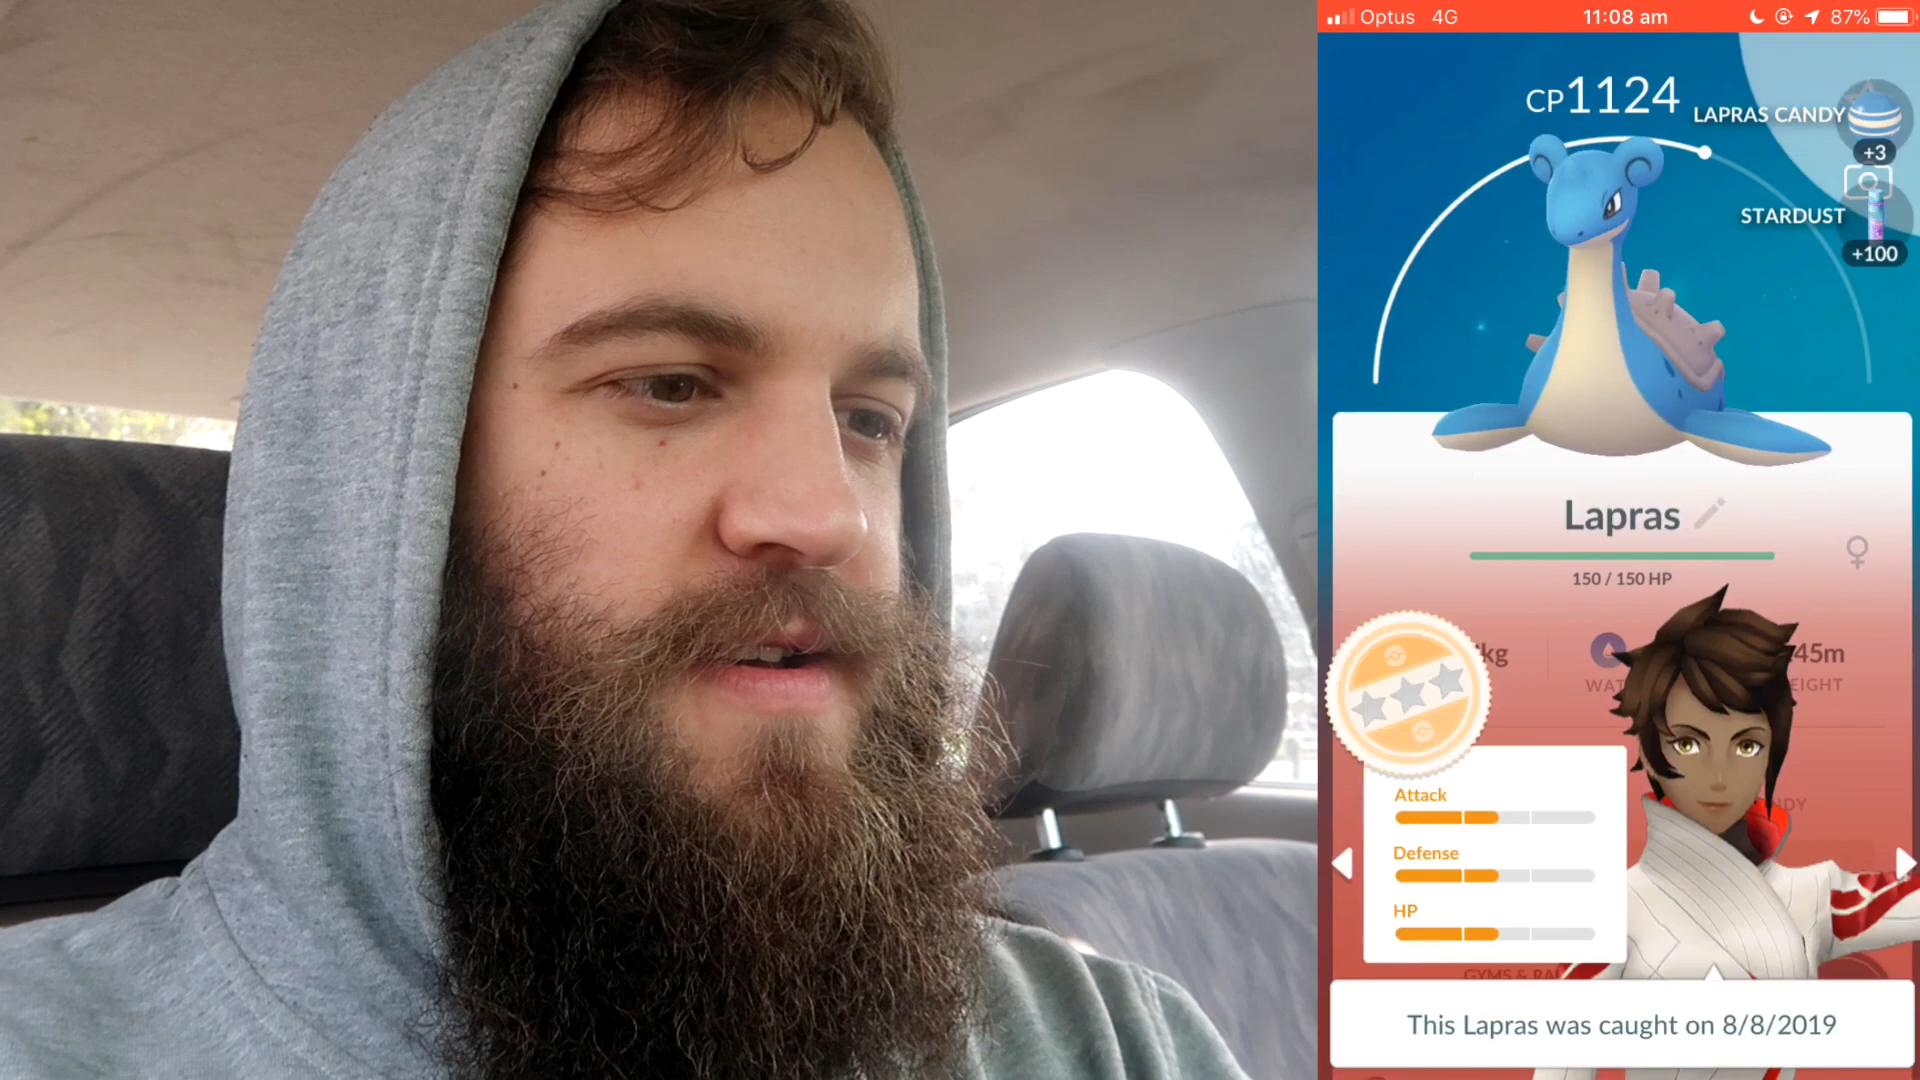 Optus 4G 11:08 am 87%
CP1124
LAPRAS CANDY
+3
STARDUST
+100
Lapras
150 / 150 HP
kg
45m
Attack
Defense
HP
This Lapras was caught on 8/8/2019